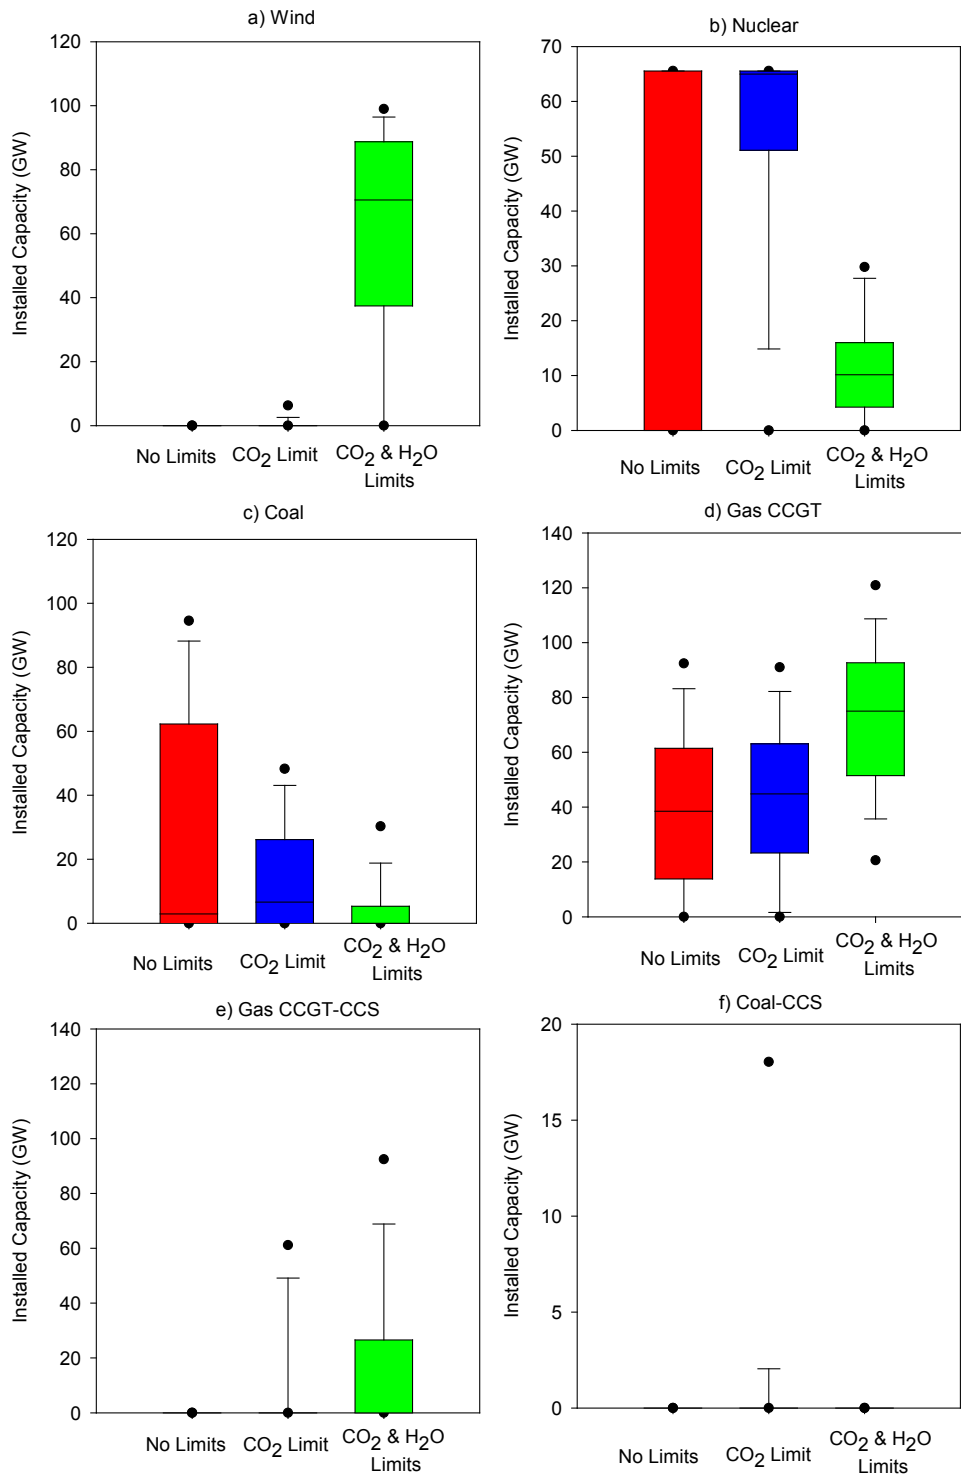 a) Wind
Installed Capacity (GW)
120
100
80
60
40
20
0
No Limits
CO2 Limit
CO2 & H2O
Limits
b) Nuclear
Installed Capacity (GW)
70
60
50
40
30
20
10
0
No Limits
CO2 Limit
CO2 & H2O
Limits
c) Coal
Installed Capacity (GW)
120
100
80
60
40
20
0
No Limits
CO2 Limit
CO2 & H2O
Limits
d) Gas CCGT
Installed Capacity (GW)
140
120
100
80
60
40
20
0
No Limits
CO2 Limit
CO2 & H2O
Limits
e) Gas CCGT-CCS
Installed Capacity (GW)
140
120
100
80
60
40
20
0
No Limits
CO2 Limit
CO2 & H2O
Limits
f) Coal-CCS
Installed Capacity (GW)
20
15
10
5
0
No Limits
CO2 Limit
CO2 & H2O
Limits